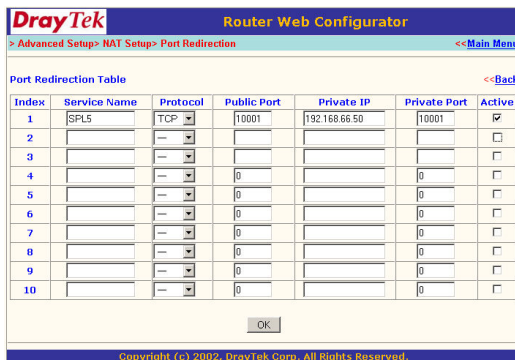 DrayTek Router Web Configurator
> Advanced Setup> NAT Setup> Port Redirection <<Main Menu
Port Redirection Table <<Back
Index Service Name Protocol Public Port Private IP Private Port Active
1 SPL5 TCP 10001 192.168.66.50 10001
2 ---
3 ---
4 --- 0 0
5 --- 0 0
6 --- 0 0
7 --- 0 0
8 --- 0 0
9 --- 0 0
10 --- 0 0
OK
Copyright (c) 2002, DrayTek Corp. All Rights Reserved.